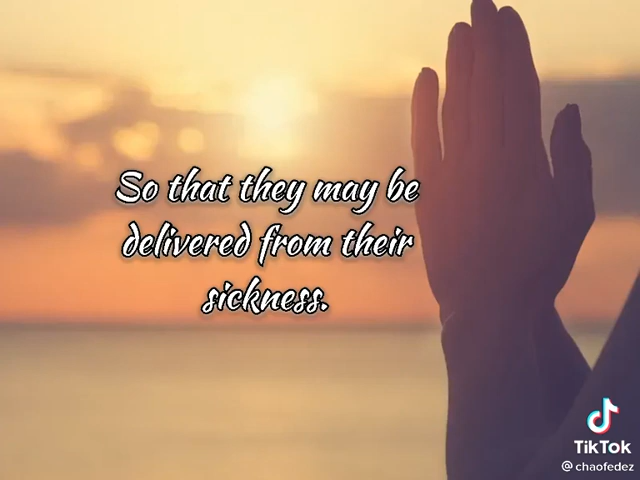 So that they may be
delivered from their
sickness.
TikTok
@chaofedez